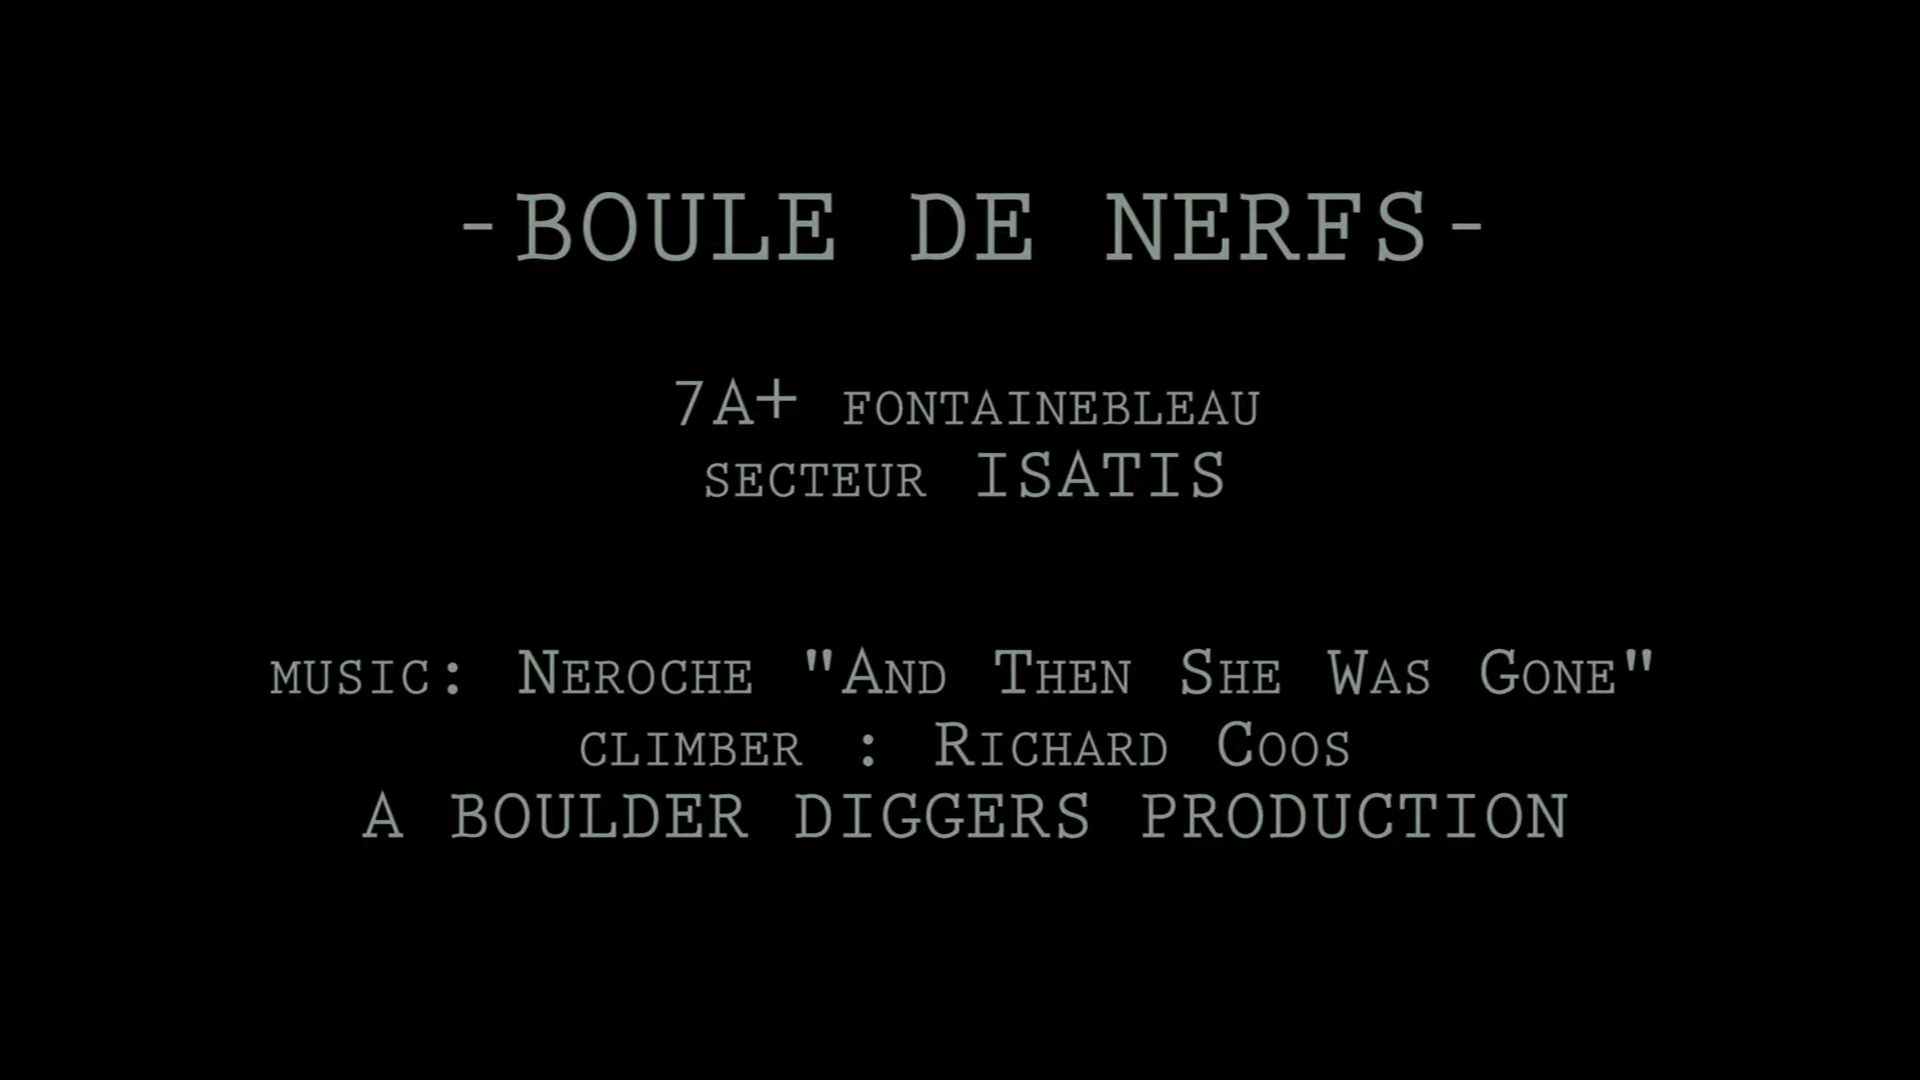 -BOULE DE NERFS-
7A+ FONTAINEBLEAU
SECTEUR ISATIS
MUSIC: NEROCHE "AND THEN SHE WAS GONE"
CLIMBER : RICHARD COOS
A BOULDER DIGGERS PRODUCTION